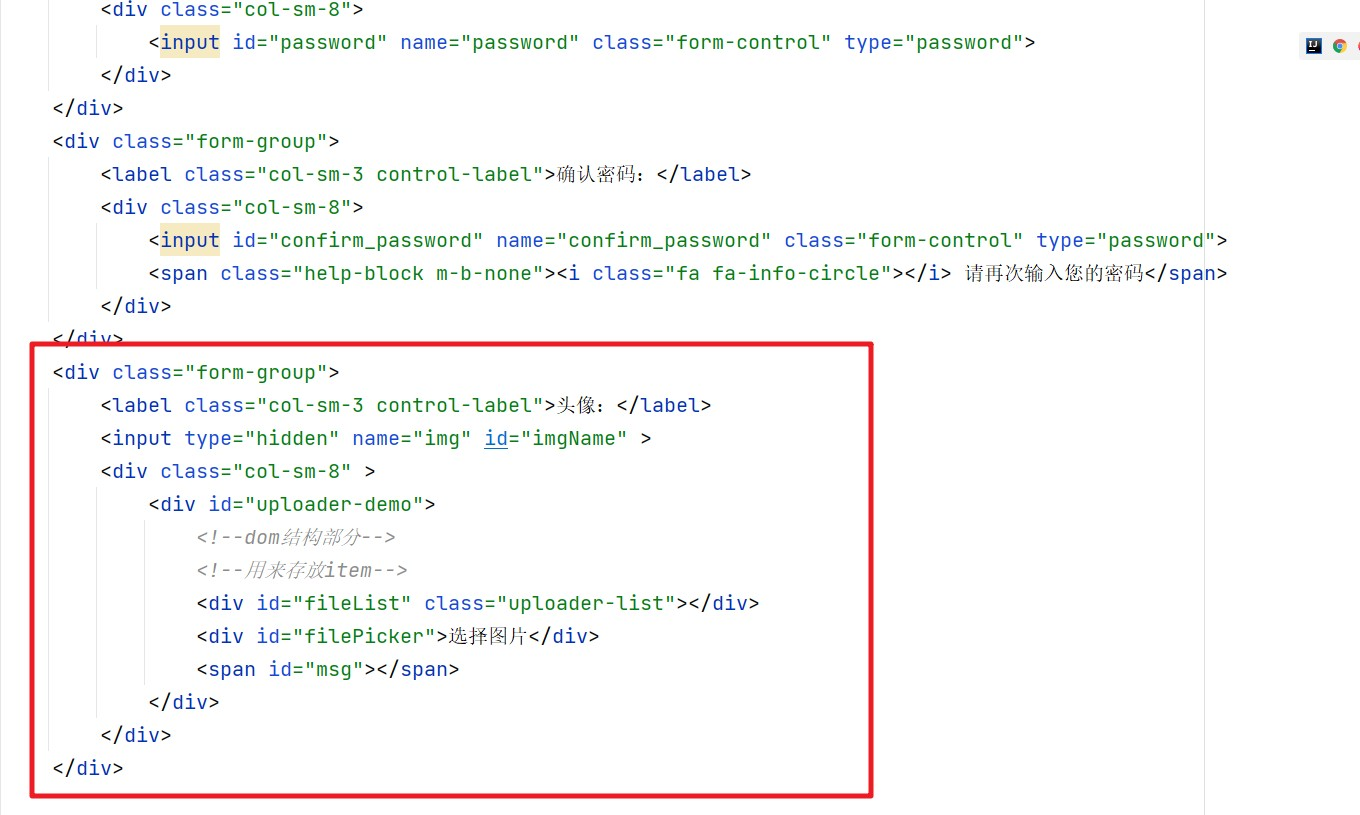 <div class="col-sm-8">
<input id="password" name="password" class="form-control" type="password">
</div>
</div>
<div class="form-group">
<label class="col-sm-3 control-label">确认密码：</label>
<div class="col-sm-8">
<input id="confirm_password" name="confirm_password" class="form-control" type="password">
<span class="help-block m-b-none"><i class="fa fa-info-circle"></i> 请再次输入您的密码</span>
</div>
</div>
<div class="form-group">
<label class="col-sm-3 control-label">头像：</label>
<input type="hidden" name="img" id="imgName" >
<div class="col-sm-8" >
<div id="uploader-demo">
<!--dom结构部分-->
<!--用来存放item-->
<div id="fileList" class="uploader-list"></div>
<div id="filePicker">选择图片</div>
<span id="msg"></span>
</div>
</div>
</div>